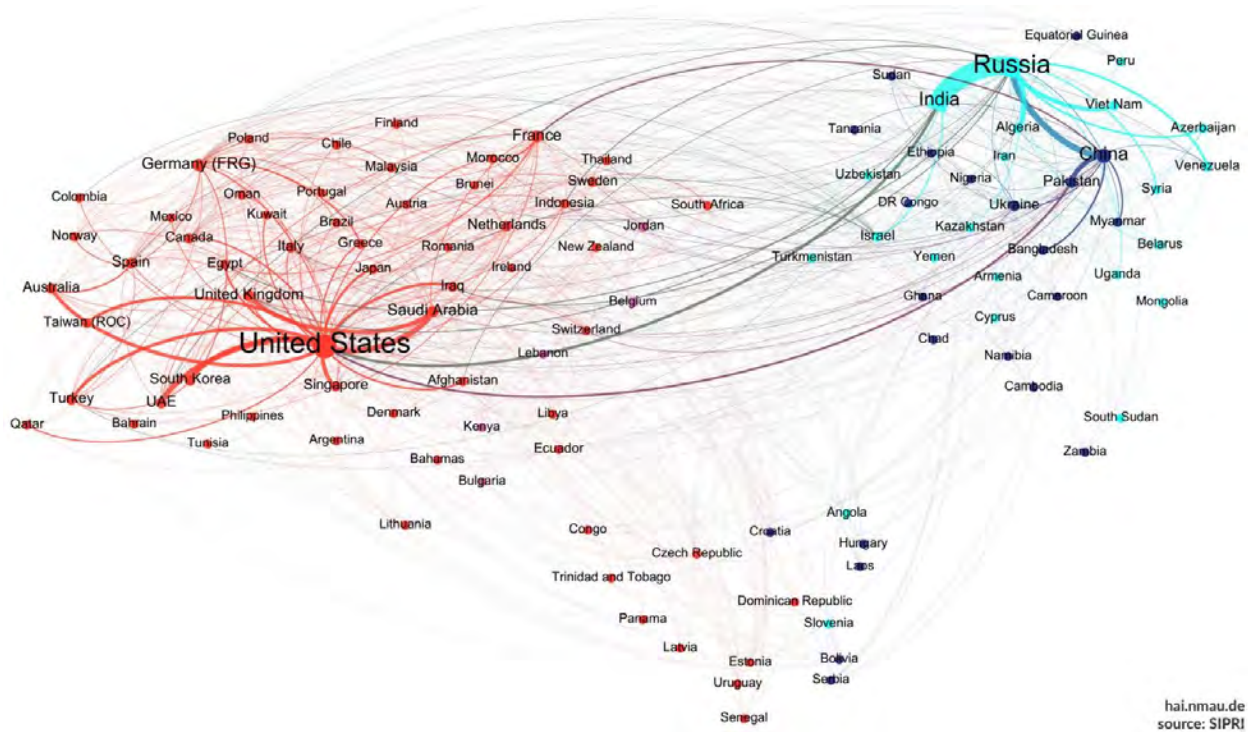 Equatorial Guinea
Peru
Russia
Sudan
India
Viet Nam
Azerbaijan
Finland
Poland
Chile
France
Tanzania
Algeria
Germany (FRG)
Malaysia
Morocco
Thailand
Ethiopia
Iran
China
Venezuela
Colombia
Oman
Portugal
Brunei
Sweden
Uzbekistan
Nigeria
Pakistan
Syria
Mexico
Kuwait
Brazil
Austria
Indonesia
South Africa
DR Congo
Ukraine
Norway
Canada
Italy
Greece
Netherlands
Jordan
Israel
Kazakhstan
Myanmar
Spain
Egypt
Japan
Romania
New Zealand
Turkmenistan
Yemen
Bangladesh
Belarus
Australia
United Kingdom
Iraq
Ireland
Armenia
Uganda
Taiwan (ROC)
Saudi Arabia
Belgium
Ghana
Cameroon
Mongolia
United States
Switzerland
Cyprus
Lebanon
Chad
South Korea
Singapore
Afghanistan
Namibia
Turkey
UAE
Cambodia
Qatar
Bahrain
Philippines
Denmark
Libya
South Sudan
Tunisia
Argentina
Kenya
Ecuador
Zambia
Bahamas
Bulgaria
Angola
Lithuania
Congo
Croatia
Hungary
Czech Republic
Laos
Trinidad and Tobago
Dominican Republic
Panama
Slovenia
Latvia
Estonia
Bolivia
Uruguay
Serbia
Senegal
hai.nmau.de
source: SIPRI